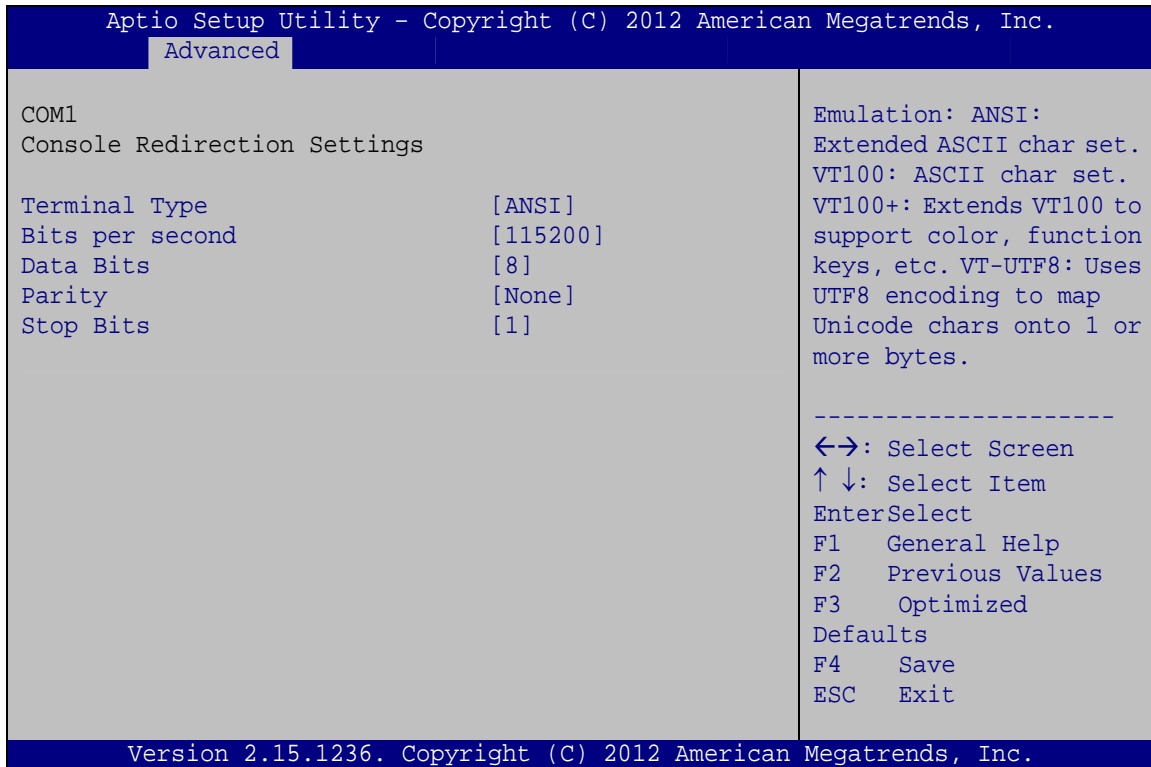 Aptio Setup Utility – Copyright (C) 2012 American Megatrends, Inc.
Advanced
COM1
Console Redirection Settings
Terminal Type [ANSI]
Bits per second [115200]
Data Bits [8]
Parity [None]
Stop Bits [1]
Emulation: ANSI:
Extended ASCII char set.
VT100: ASCII char set.
VT100+: Extends VT100 to
support color, function
keys, etc. VT-UTF8: Uses
UTF8 encoding to map
Unicode chars onto 1 or
more bytes.
---------------------
←→: Select Screen
↑ ↓: Select Item
EnterSelect
F1 General Help
F2 Previous Values
F3 Optimized
Defaults
F4 Save
ESC Exit
Version 2.15.1236. Copyright (C) 2012 American Megatrends, Inc.